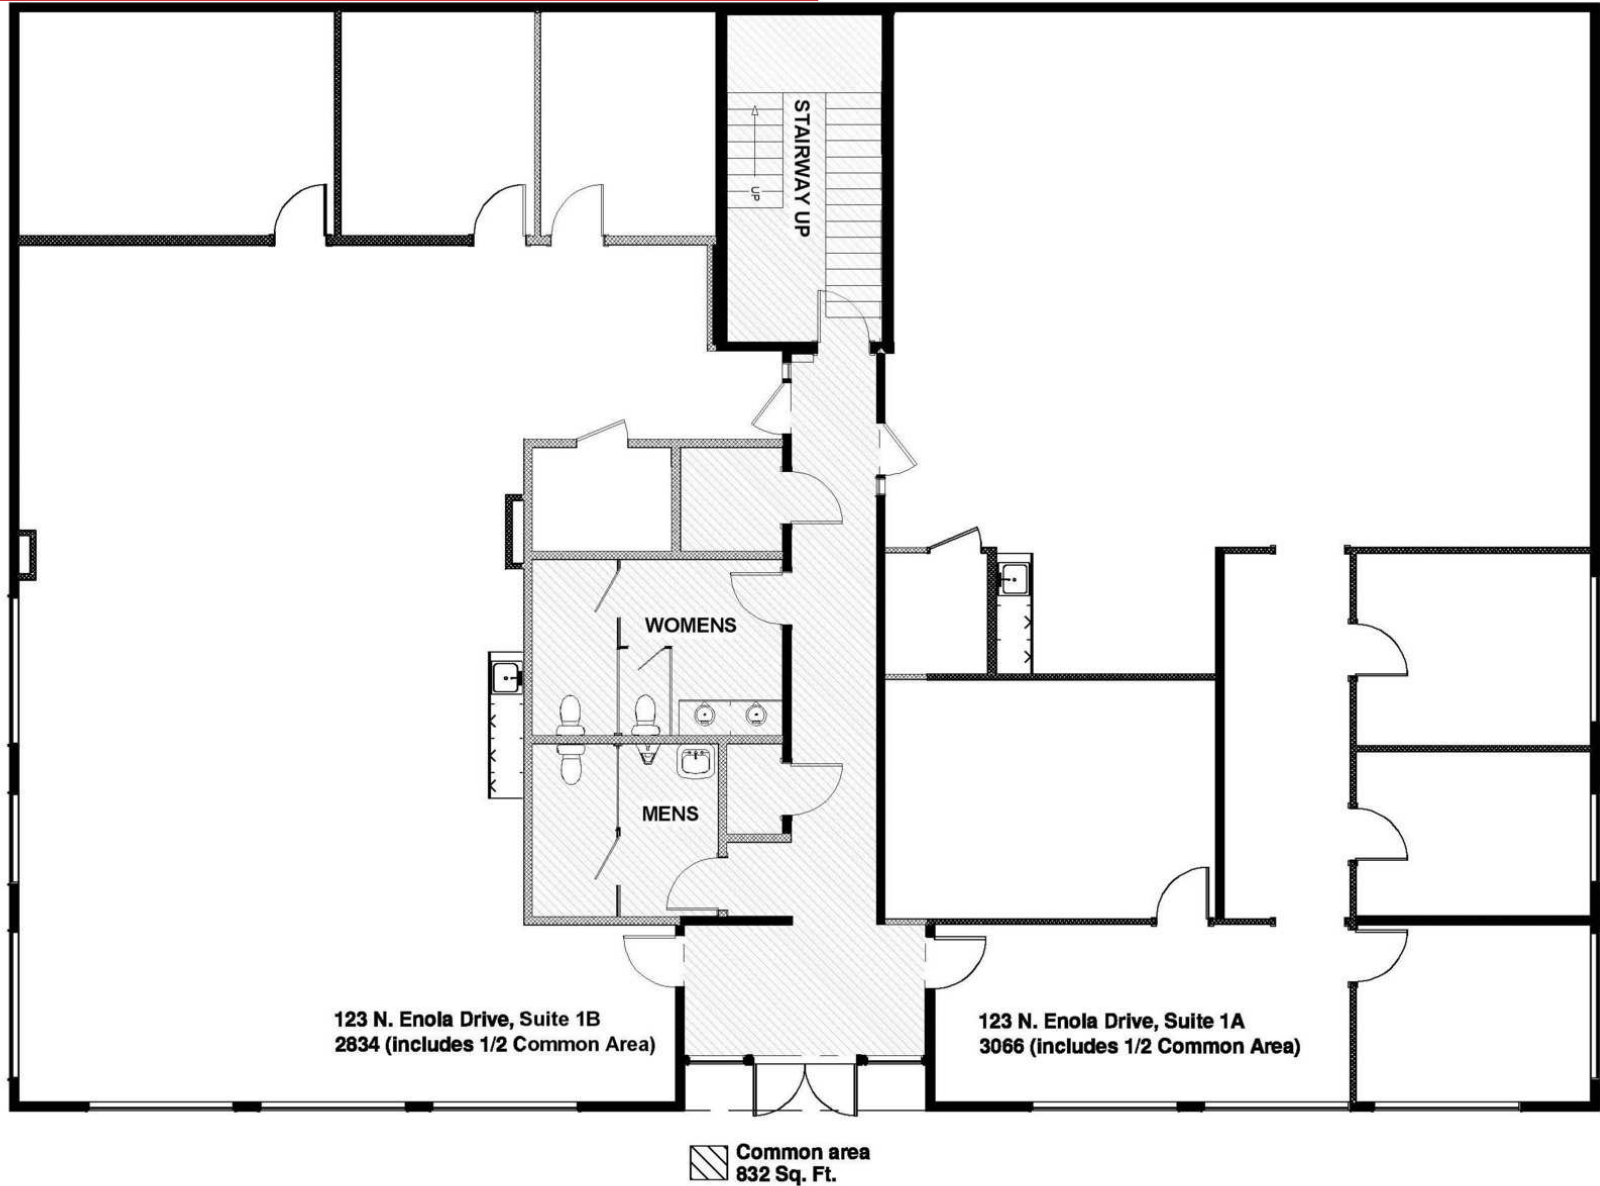 STAIRWAY UP
UP
WOMENS
MENS
123 N. Enola Drive, Suite 1B
2834 (includes 1/2 Common Area)
123 N. Enola Drive, Suite 1A
3066 (includes 1/2 Common Area)
Common area
832 Sq. Ft.